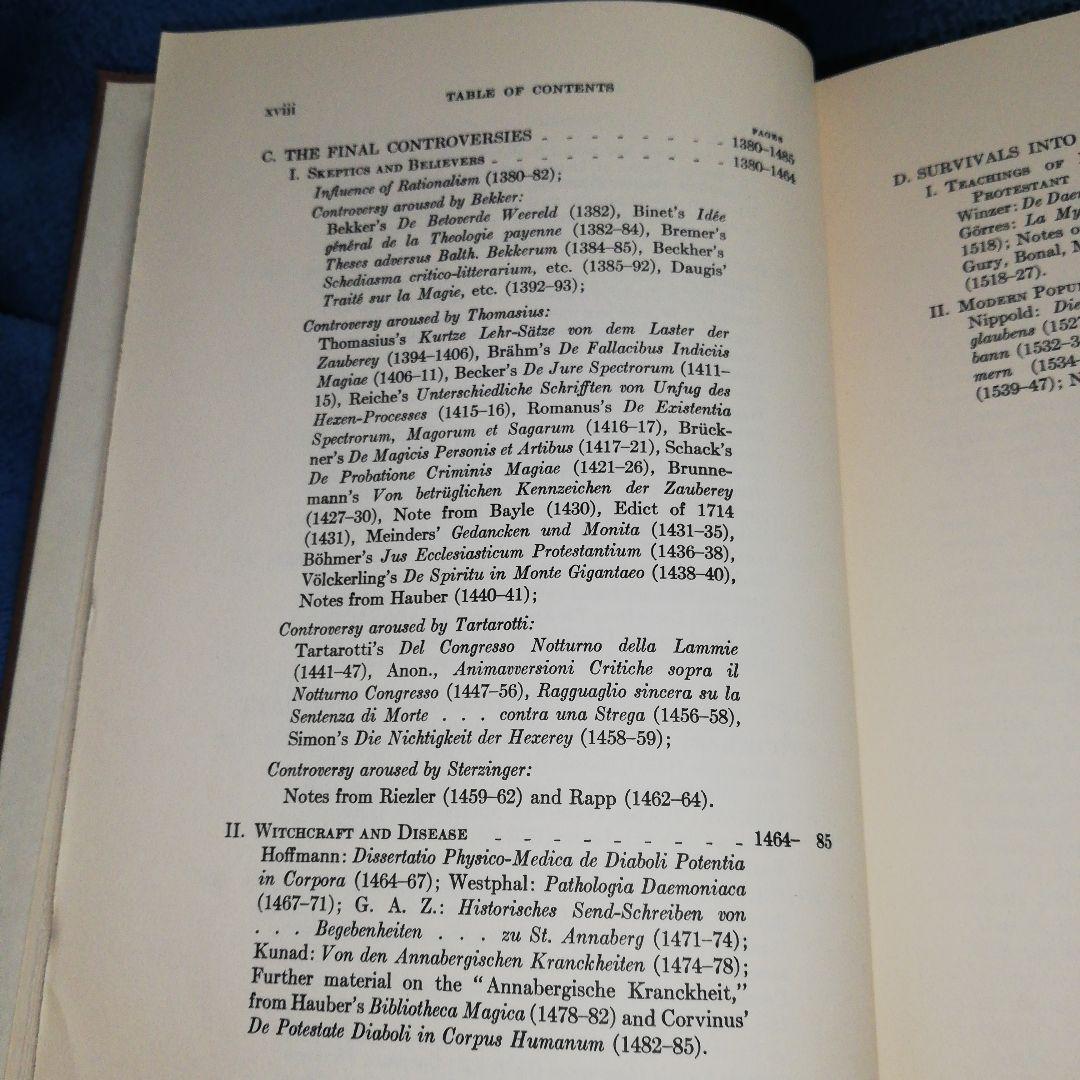 xviii
TABLE OF CONTENTS
PAGES
C. THE FINAL CONTROVERSIES - - - - - - - - 1380–1485
I. SKEPTICS AND BELIEVERS - - - - - - - - - 1380–1464
Influence of Rationalism (1380–82);
Controversy aroused by Bekker:
Bekker's De Betoverde Weereld (1382), Binet's Idée
général de la Theologie payenne (1382–84), Bremer's
Theses adversus Balth. Bekkerum (1384–85), Beckher's
Schediasma critico-litterarium, etc. (1385–92), Daugis'
Traité sur la Magie, etc. (1392–93);
Controversy aroused by Thomasius:
Thomasius's Kurtze Lehr-Sätze von dem Laster der
Zauberey (1394–1406), Brähm's De Fallacibus Indiciis
Magiae (1406–11), Becker's De Jure Spectrorum (1411–
15), Reiche's Unterschiedliche Schrifften von Unfug des
Hexen-Processes (1415–16), Romanus's De Existentia
Spectrorum, Magorum et Sagarum (1416–17), Brück-
ner's De Magicis Personis et Artibus (1417–21), Schack's
De Probatione Criminis Magiae (1421–26), Brunne-
mann's Von betrüglichen Kennzeichen der Zauberey
(1427–30), Note from Bayle (1430), Edict of 1714
(1431), Meinders' Gedancken und Monita (1431–35),
Böhmer's Jus Ecclesiasticum Protestantium (1436–38),
Völckerling's De Spiritu in Monte Gigantaeo (1438–40),
Notes from Hauber (1440–41);
Controversy aroused by Tartarotti:
Tartarotti's Del Congresso Notturno della Lammie
(1441–47), Anon., Animavversioni Critiche sopra il
Notturno Congresso (1447–56), Ragguaglio sincera su la
Sentenza di Morte . . . contra una Strega (1456–58),
Simon's Die Nichtigkeit der Hexerey (1458–59);
Controversy aroused by Sterzinger:
Notes from Riezler (1459–62) and Rapp (1462–64).
II. WITCHCRAFT AND DISEASE - - - - - - - - - 1464– 85
Hoffmann: Dissertatio Physico-Medica de Diaboli Potentia
in Corpora (1464–67); Westphal: Pathologia Daemoniaca
(1467–71); G. A. Z.: Historisches Send-Schreiben von
. . . Begebenheiten . . . zu St. Annaberg (1471–74);
Kunad: Von den Annabergischen Kranckheiten (1474–78);
Further material on the "Annabergische Kranckheit,"
from Hauber's Bibliotheca Magica (1478–82) and Corvinus'
De Potestate Diaboli in Corpus Humanum (1482–85).
D. SURVIVALS INTO
I. TEACHINGS OF
PROTESTANT
Winzer: De Dae
Görres: La My
1518); Notes o
Gury, Bonal, M
(1518–27).
II. MODERN POPU
Nippold: Die
glaubens (152
bann (1532–3
mern (1534–
(1539–47); N